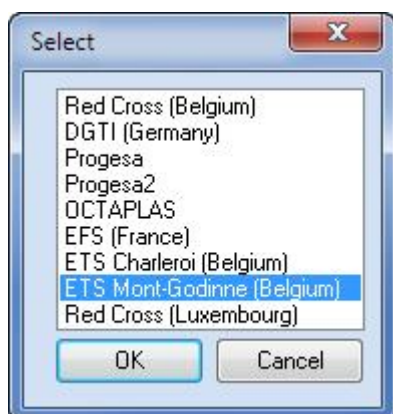 Select
Red Cross (Belgium)
DGTI (Germany)
Progesa
Progesa2
OCTAPLAS
EFS (France)
ETS Charleroi (Belgium)
ETS Mont-Godinne (Belgium)
Red Cross (Luxembourg)
OK
Cancel